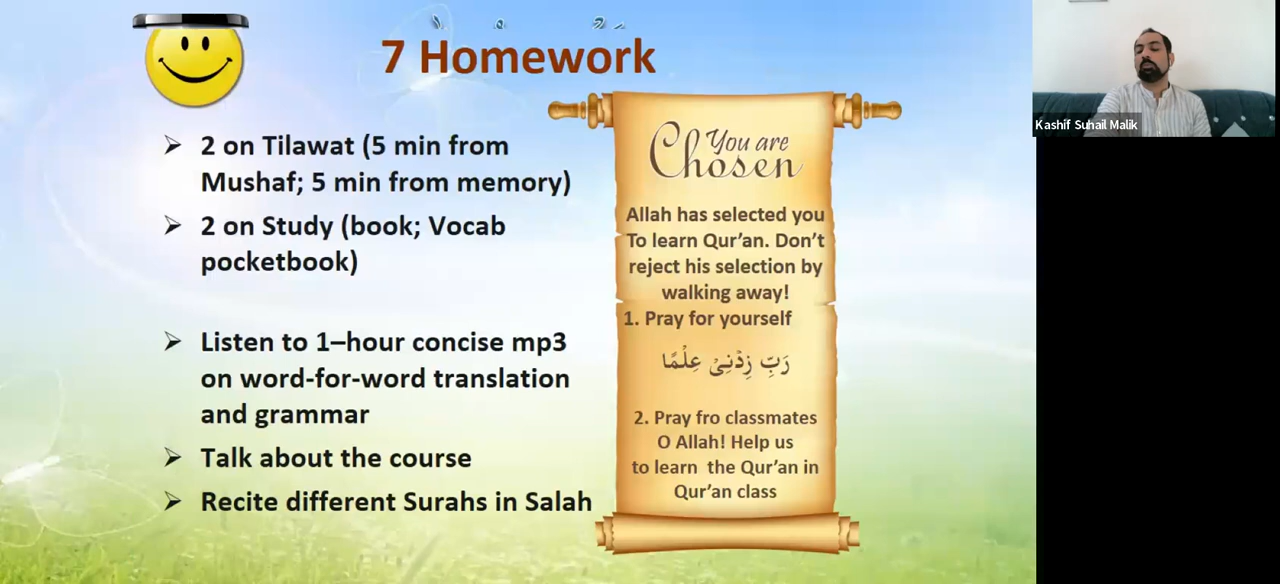 7 Homework
2 on Tilawat (5 min from
Mushaf; 5 min from memory)
2 on Study (book; Vocab
pocketbook)
Listen to 1–hour concise mp3
on word-for-word translation
and grammar
Talk about the course
Recite different Surahs in Salah
You are
Chosen
Allah has selected you
To learn Qur’an. Don’t
reject his selection by
walking away!
1. Pray for yourself
رَبِّ زِدْنِیْ عِلْمًا
2. Pray fro classmates
O Allah! Help us
to learn the Qur’an in
Qur’an class
Kashif Suhail Malik